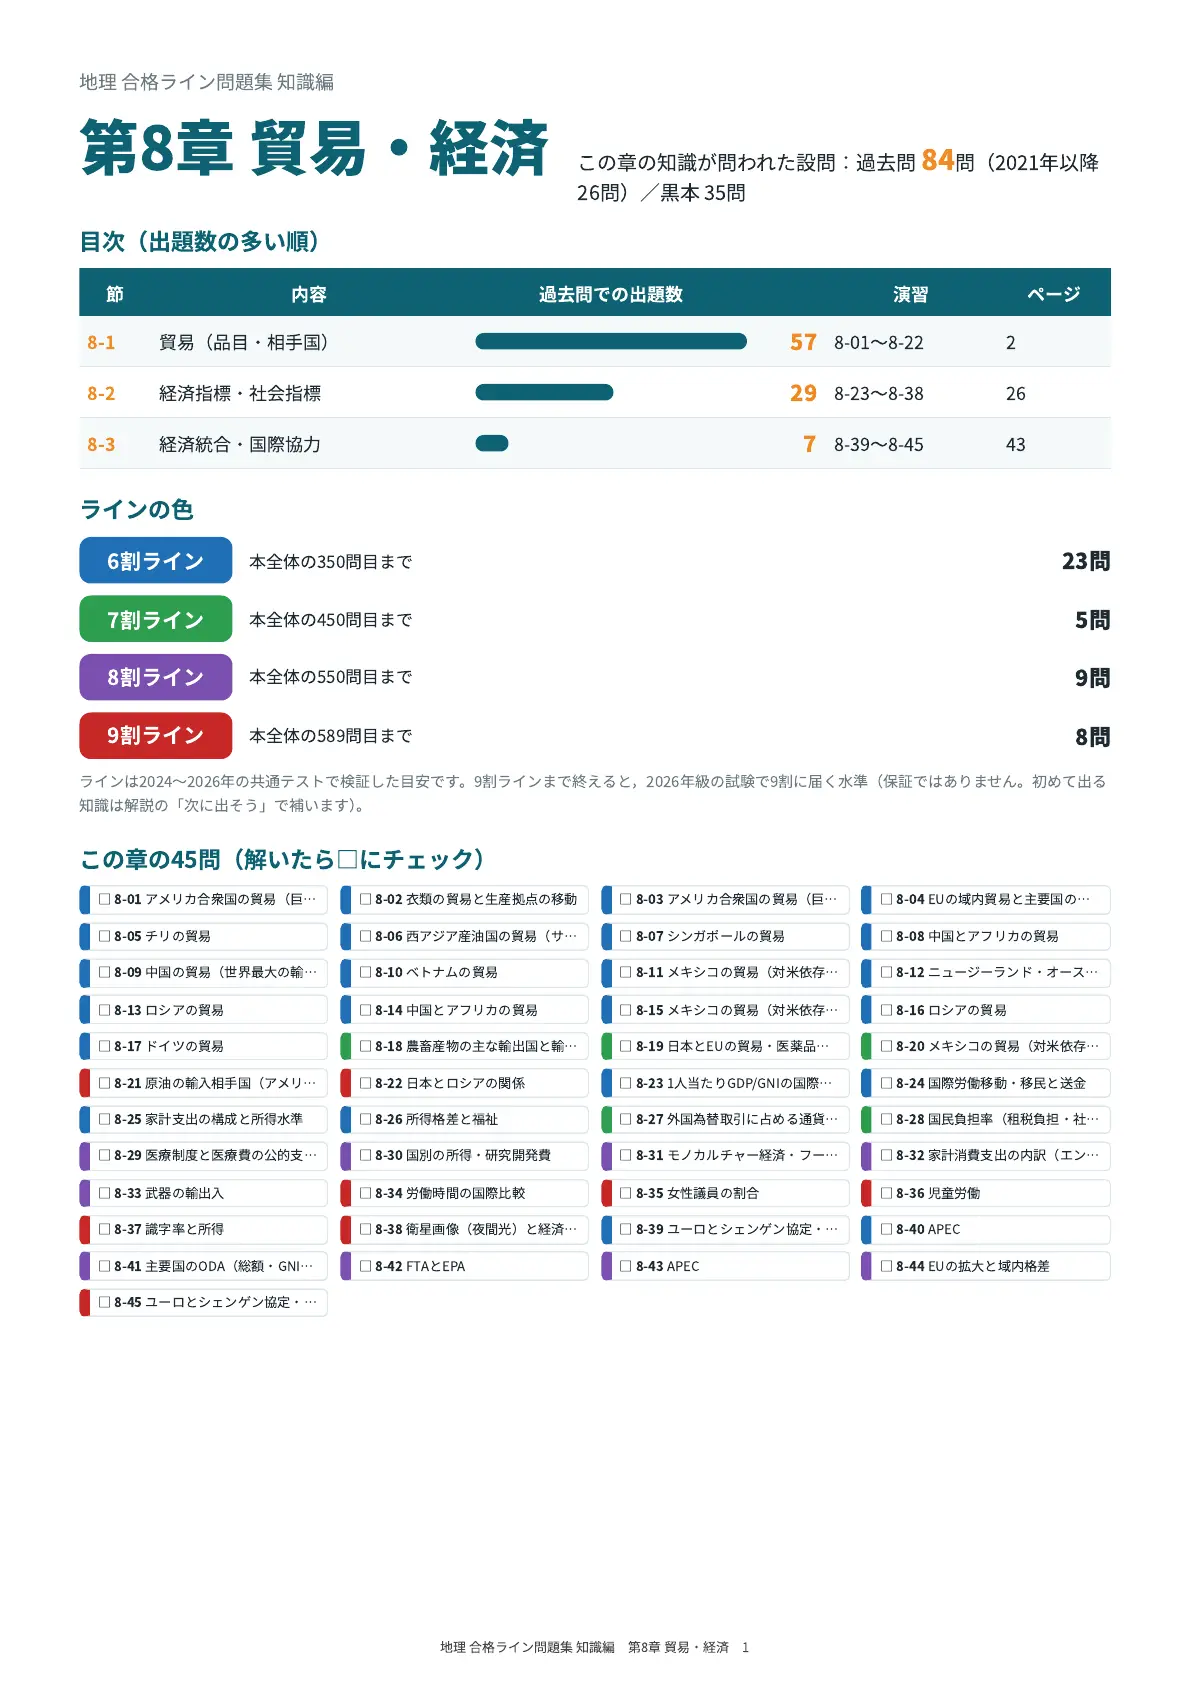 地理 合格ライン問題集 知識編
第8章 貿易・経済
この章の知識が問われた設問：過去問 84問（2021年以降
26問）／黒本 35問
目次（出題数の多い順）
節 内容 過去問での出題数 演習 ページ
8-1 貿易（品目・相手国） 57 8-01〜8-22 2
8-2 経済指標・社会指標 29 8-23〜8-38 26
8-3 経済統合・国際協力 7 8-39〜8-45 43
ラインの色
6割ライン 本全体の350問目まで 23問
7割ライン 本全体の450問目まで 5問
8割ライン 本全体の550問目まで 9問
9割ライン 本全体の589問目まで 8問
ラインは2024〜2026年の共通テストで検証した目安です。9割ラインまで終えると，2026年級の試験で9割に届く水準（保証ではありません。初めて出る
知識は解説の「次に出そう」で補います）。
この章の45問（解いたら□にチェック）
□ 8-01 アメリカ合衆国の貿易（巨… □ 8-02 衣類の貿易と生産拠点の移動 □ 8-03 アメリカ合衆国の貿易（巨… □ 8-04 EUの域内貿易と主要国の…
□ 8-05 チリの貿易 □ 8-06 西アジア産油国の貿易（サ… □ 8-07 シンガポールの貿易 □ 8-08 中国とアフリカの貿易
□ 8-09 中国の貿易（世界最大の輸… □ 8-10 ベトナムの貿易 □ 8-11 メキシコの貿易（対米依存… □ 8-12 ニュージーランド・オース…
□ 8-13 ロシアの貿易 □ 8-14 中国とアフリカの貿易 □ 8-15 メキシコの貿易（対米依存… □ 8-16 ロシアの貿易
□ 8-17 ドイツの貿易 □ 8-18 農畜産物の主な輸出国と輸… □ 8-19 日本とEUの貿易・医薬品… □ 8-20 メキシコの貿易（対米依存…
□ 8-21 原油の輸入相手国（アメリ… □ 8-22 日本とロシアの関係 □ 8-23 1人当たりGDP/GNIの国際… □ 8-24 国際労働移動・移民と送金
□ 8-25 家計支出の構成と所得水準 □ 8-26 所得格差と福祉 □ 8-27 外国為替取引に占める通貨… □ 8-28 国民負担率（租税負担・社…
□ 8-29 医療制度と医療費の公的支… □ 8-30 国別の所得・研究開発費 □ 8-31 モノカルチャー経済・フー… □ 8-32 家計消費支出の内訳（エン…
□ 8-33 武器の輸出入 □ 8-34 労働時間の国際比較 □ 8-35 女性議員の割合 □ 8-36 児童労働
□ 8-37 識字率と所得 □ 8-38 衛星画像（夜間光）と経済… □ 8-39 ユーロとシェンゲン協定・… □ 8-40 APEC
□ 8-41 主要国のODA（総額・GNI… □ 8-42 FTAとEPA □ 8-43 APEC □ 8-44 EUの拡大と域内格差
□ 8-45 ユーロとシェンゲン協定・…
地理 合格ライン問題集 知識編 第8章 貿易・経済 1